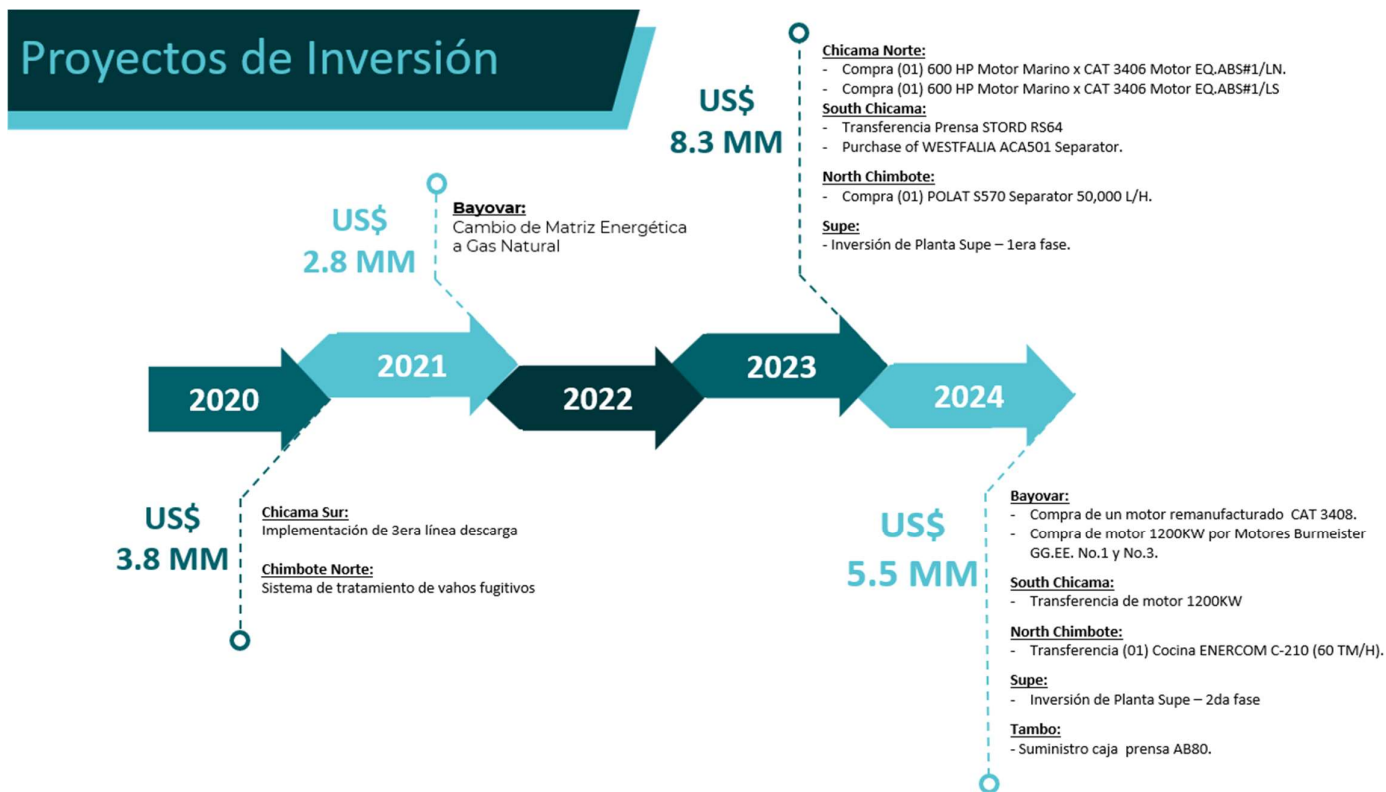 Proyectos de Inversión
US$
3.8 MM
2020
Chicama Sur:
Implementación de 3era línea descarga
Chimbote Norte:
Sistema de tratamiento de vahos fugitivos
US$
2.8 MM
2021
Bayovar:
Cambio de Matriz Energética
a Gas Natural
2022
US$
8.3 MM
2023
Chicama Norte:
- Compra (01) 600 HP Motor Marino x CAT 3406 Motor EQ.ABS#1/LN.
- Compra (01) 600 HP Motor Marino x CAT 3406 Motor EQ.ABS#1/LS
South Chicama:
- Transferencia Prensa STORD RS64
- Purchase of WESTFALIA ACA501 Separator.
North Chimbote:
- Compra (01) POLAT S570 Separator 50,000 L/H.
Supe:
- Inversión de Planta Supe – 1era fase.
2024
US$
5.5 MM
Bayovar:
- Compra de un motor remanufacturado CAT 3408.
- Compra de motor 1200KW por Motores Burmeister
GG.EE. No.1 y No.3.
South Chicama:
- Transferencia de motor 1200KW
North Chimbote:
- Transferencia (01) Cocina ENERCOM C-210 (60 TM/H).
Supe:
- Inversión de Planta Supe – 2da fase
Tambo:
- Suministro caja prensa AB80.